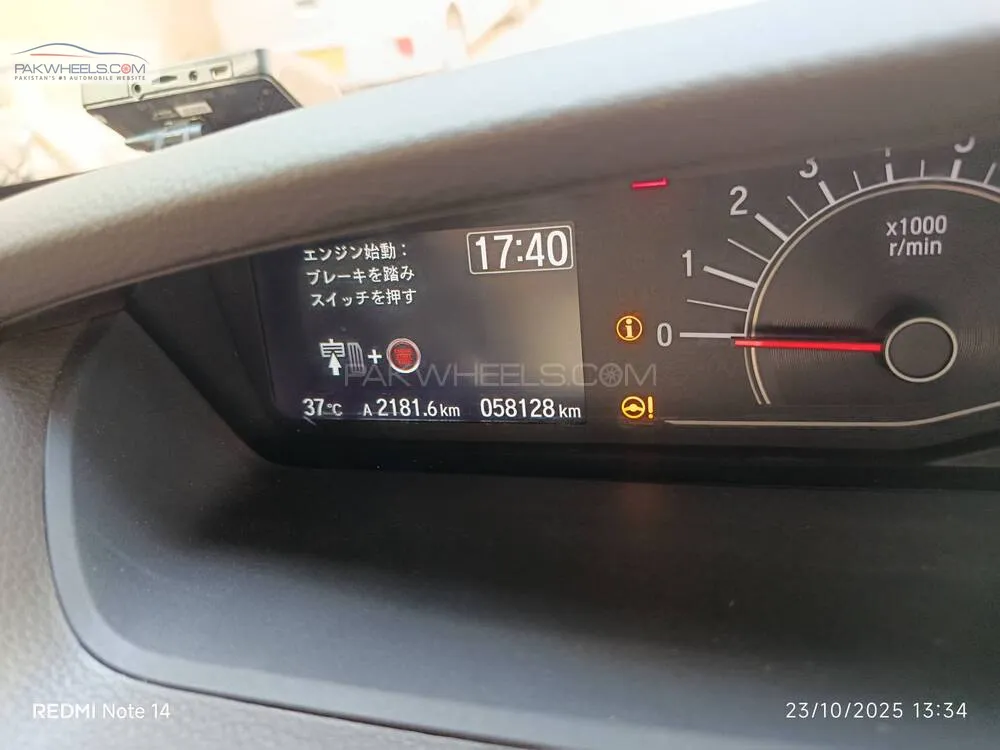 PAKWHEELS.COM
PAKISTAN'S #1 AUTOMOBILE WEBSITE
エンジン始動：
ブレーキを踏み
スイッチを押す
17:40
37℃ A 2181.6 km 058128 km
0
1
2
3
x1000
r/min
PAKWHEELS.COM
REDMI Note 14
23/10/2025 13:34